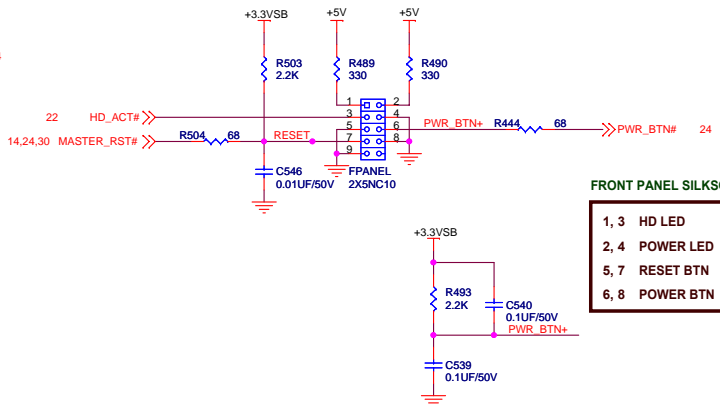 +3.3VSB +5V +5V
R503 2.2K
R489 330
R490 330
1 2
3 4
5 6
7 8
9
22 HD_ACT#
14,24,30 MASTER_RST#
R504 68
RESET
PWR_BTN+
R444 68
PWR_BTN# 24
C546
0.01UF/50V
FPANEL
2X5NC10
FRONT PANEL SILKS
1, 3 HD LED
2, 4 POWER LED
5, 7 RESET BTN
6, 8 POWER BTN
+3.3VSB
R493
2.2K
C540
0.1UF/50V
PWR_BTN+
C539
0.1UF/50V